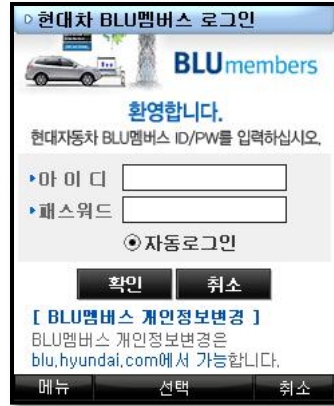 ▷현대차 BLU멤버스 로그인
BLUmembers
환영합니다.
현대자동차 BLU멤버스 ID/PW를 입력하십시오.
아 이 디
패스워드
자동로그인
확인 취소
[ BLU멤버스 개인정보변경 ]
BLU멤버스 개인정보변경은
blu.hyundai.com에서 가능합니다.
메뉴 선택 취소